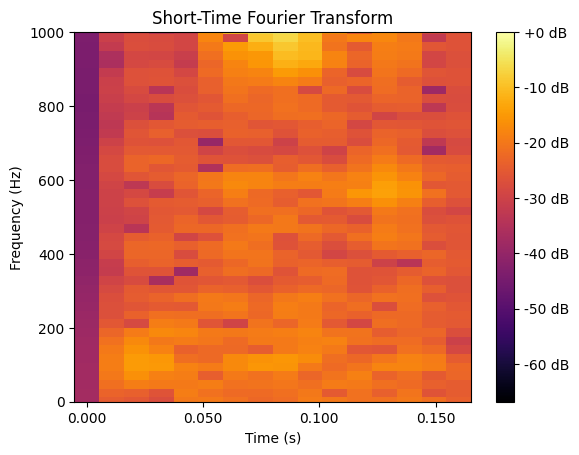 Short-Time Fourier Transform
Frequency (Hz)
1000
800
600
400
200
0
0.000 0.050 0.100 0.150
Time (s)
+0 dB
-10 dB
-20 dB
-30 dB
-40 dB
-50 dB
-60 dB